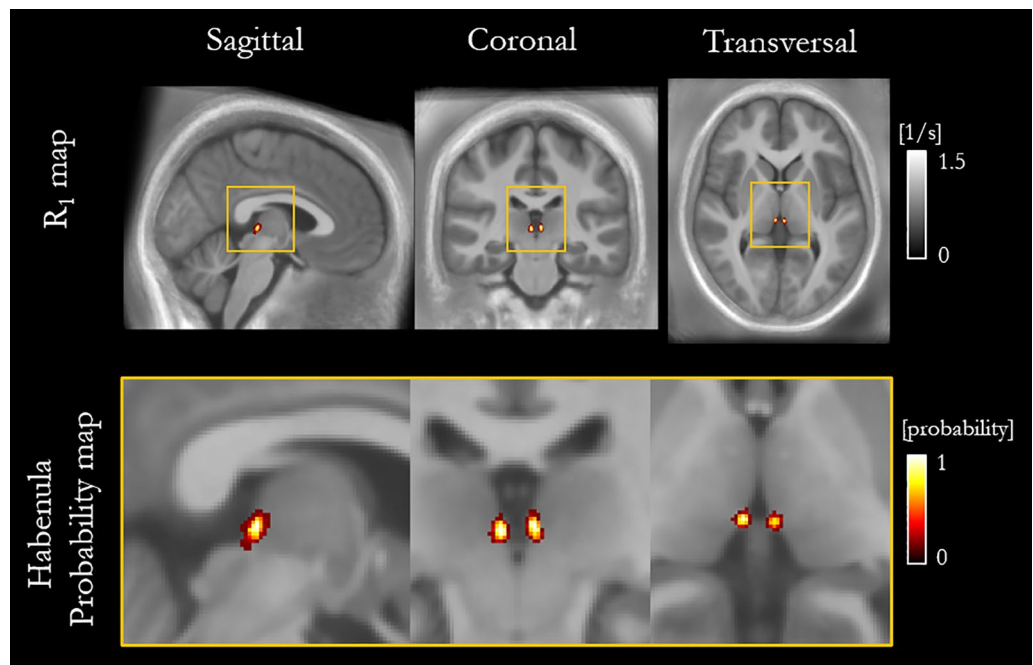 Sagittal
Coronal
Transversal
R1 map
[1/s]
1.5
0
Habenula
Probability map
[probability]
1
0